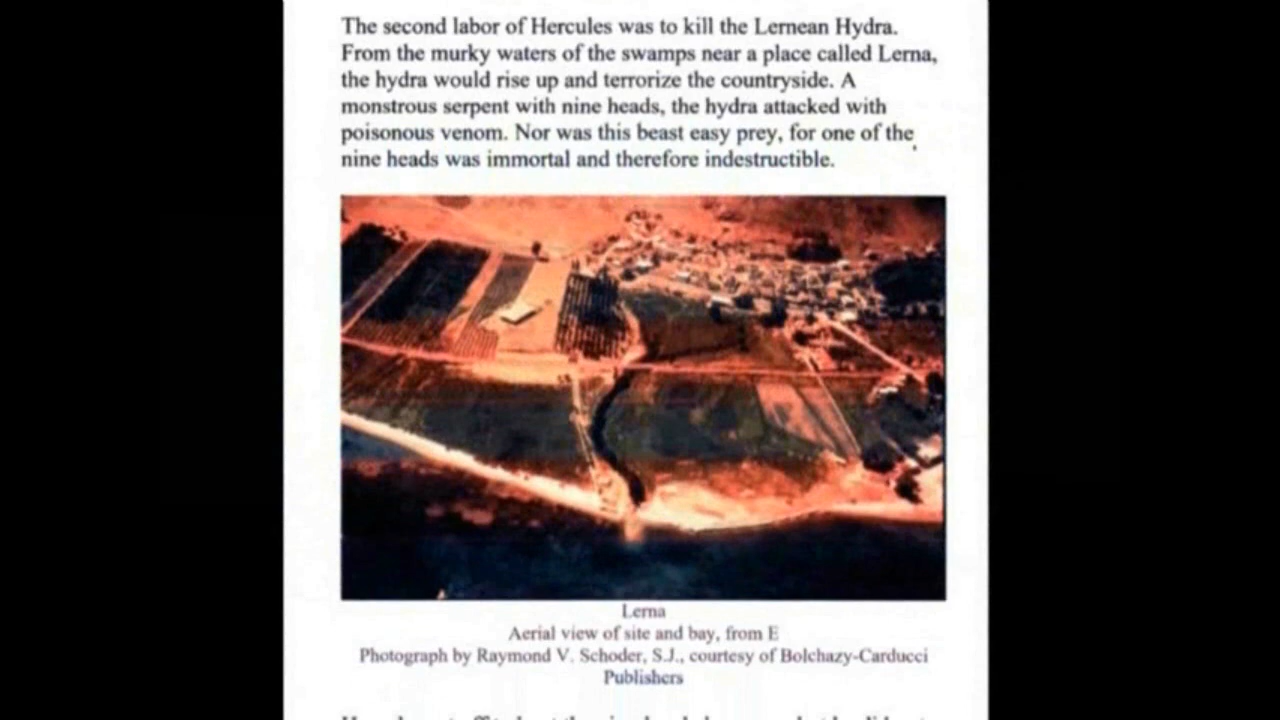 The second labor of Hercules was to kill the Lernean Hydra.
From the murky waters of the swamps near a place called Lerna,
the hydra would rise up and terrorize the countryside. A
monstrous serpent with nine heads, the hydra attacked with
poisonous venom. Nor was this beast easy prey, for one of the
nine heads was immortal and therefore indestructible.
Lerna
Aerial view of site and bay, from E
Photograph by Raymond V. Schoder, S.J., courtesy of Bolchazy-Carducci
Publishers